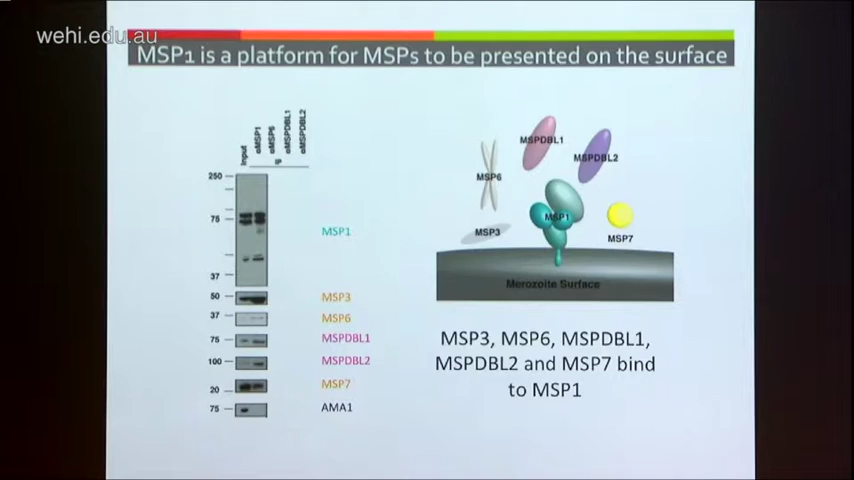 wehi.edu.au
MSP1 is a platform for MSPs to be presented on the surface
Input
αMSP1
αMSP6
αMSPDBL1
αMSPDBL2
IP
250
75
37
MSP1
50
MSP3
37
MSP6
75
MSPDBL1
100
MSPDBL2
20
MSP7
75
AMA1
MSPDBL1
MSPDBL2
MSP6
MSP1
MSP3
MSP7
Merozoite Surface
MSP3, MSP6, MSPDBL1,
MSPDBL2 and MSP7 bind
to MSP1